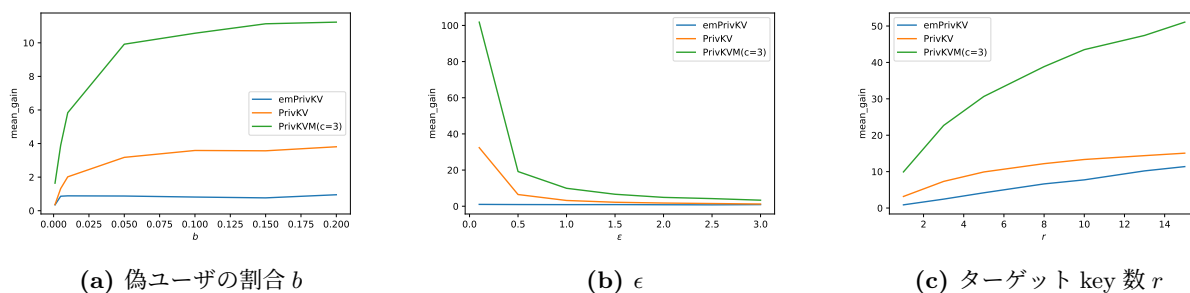 mean_gain
10
8
6
4
2
0
emPrivKV
PrivKV
PrivKVM(c=3)
0.000 0.025 0.050 0.075 0.100 0.125 0.150 0.175 0.200
b
(a) 偽ユーザの割合 b
mean_gain
100
80
60
40
20
0
emPrivKV
PrivKV
PrivKVM(c=3)
0.0 0.5 1.0 1.5 2.0 2.5 3.0
ε
(b) ϵ
mean_gain
50
40
30
20
10
0
emPrivKV
PrivKV
PrivKVM(c=3)
2 4 6 8 10 12 14
r
(c) ターゲット key 数 r